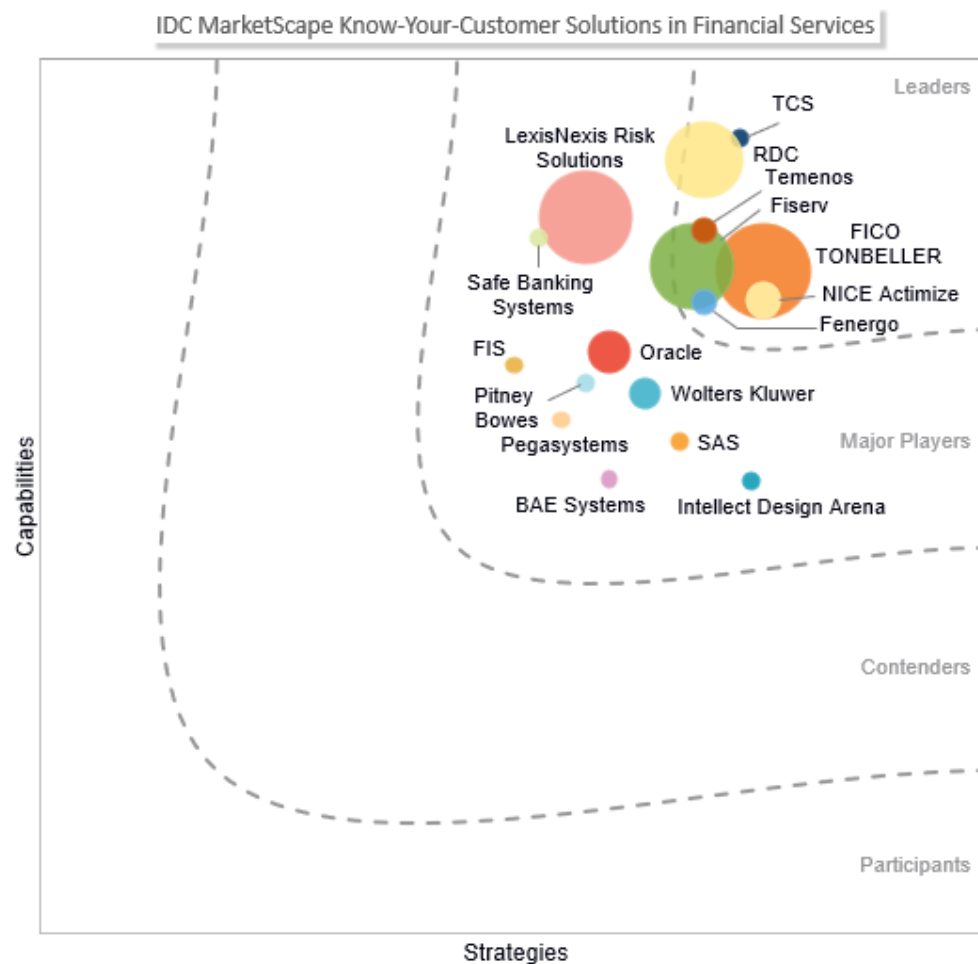 IDC MarketScape Know-Your-Customer Solutions in Financial Services
Leaders
TCS
LexisNexis Risk
Solutions
RDC
Temenos
Fiserv
FICO
TONBELLER
Safe Banking
Systems
NICE Actimize
Fenergo
FIS
Oracle
Pitney
Bowes
Wolters Kluwer
Pegasystems
SAS
Major Players
BAE Systems
Intellect Design Arena
Capabilities
Contenders
Participants
Strategies